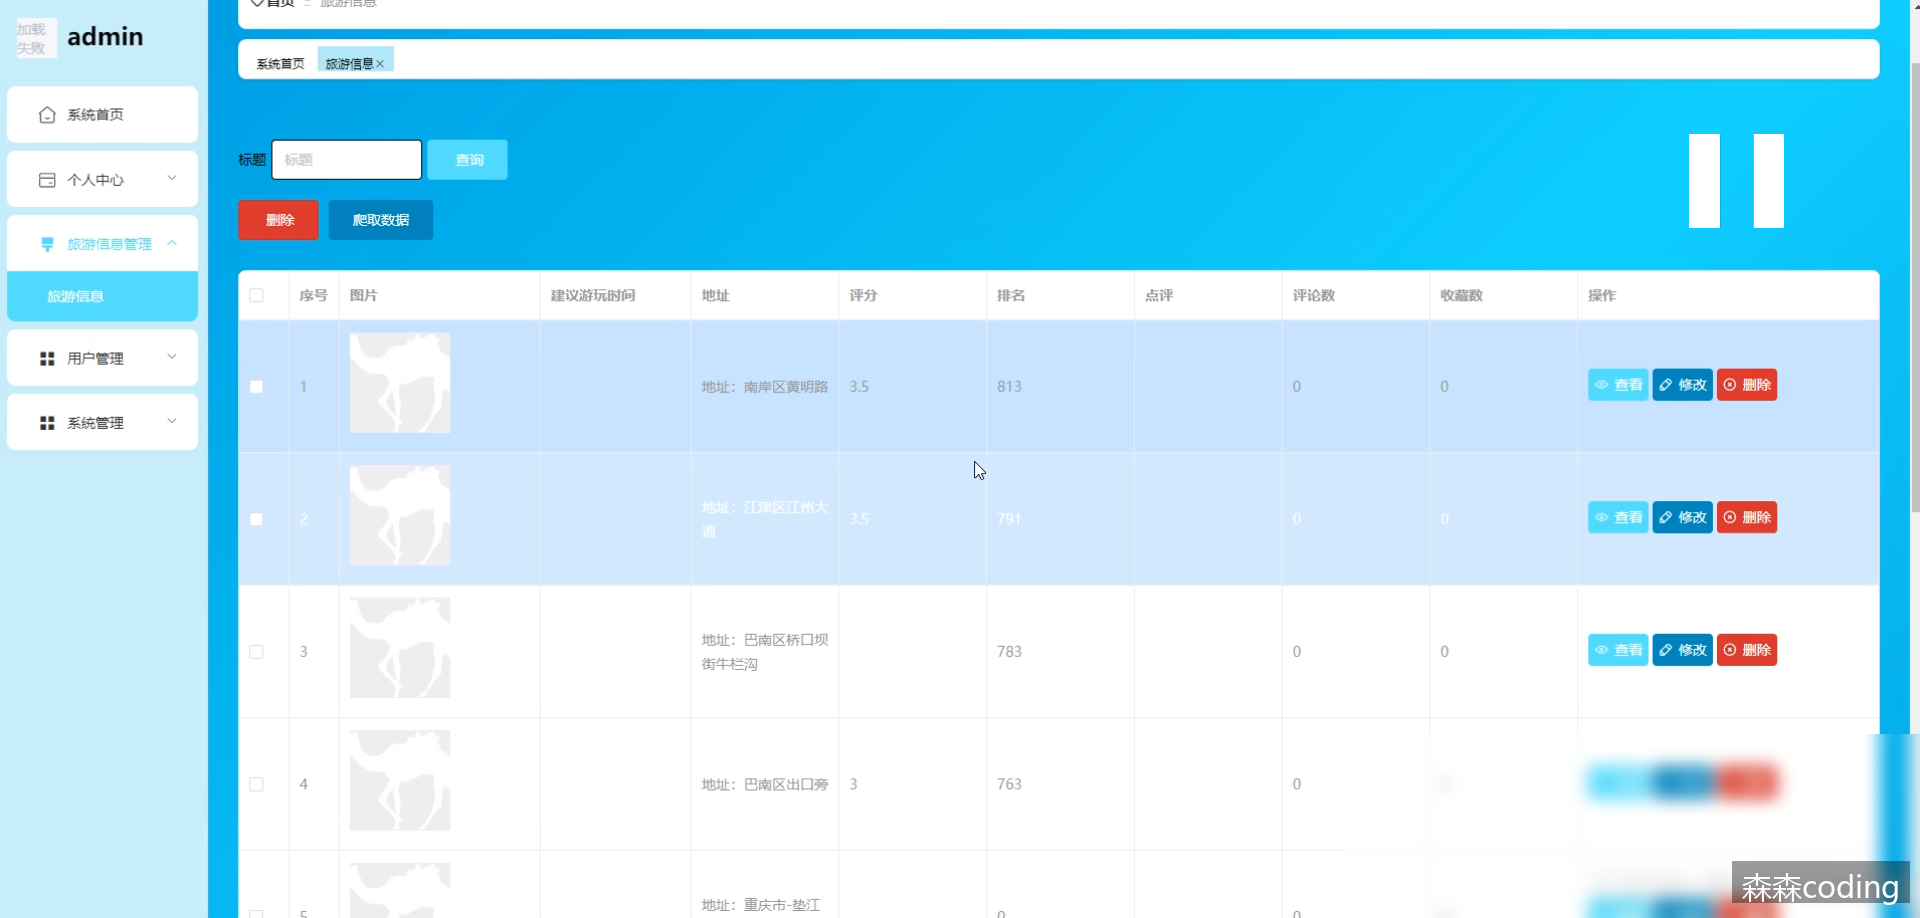 加载
失败
admin
首页 旅游信息
系统首页 旅游信息×
系统首页
个人中心
旅游信息管理
旅游信息
用户管理
系统管理
标题 标题 查询
删除 爬取数据
序号 图片 建议游玩时间 地址 评分 排名 点评 评论数 收藏数 操作
1 地址：南岸区黄明路 3.5 813 0 0 查看 修改 删除
2 地址：江津区江州大道 3.5 791 0 0 查看 修改 删除
3 地址：巴南区桥口坝街牛栏沟 783 0 0 查看 修改 删除
4 地址：巴南区出口旁 3 763 0
5 地址：重庆市-垫江 0 0
森森coding